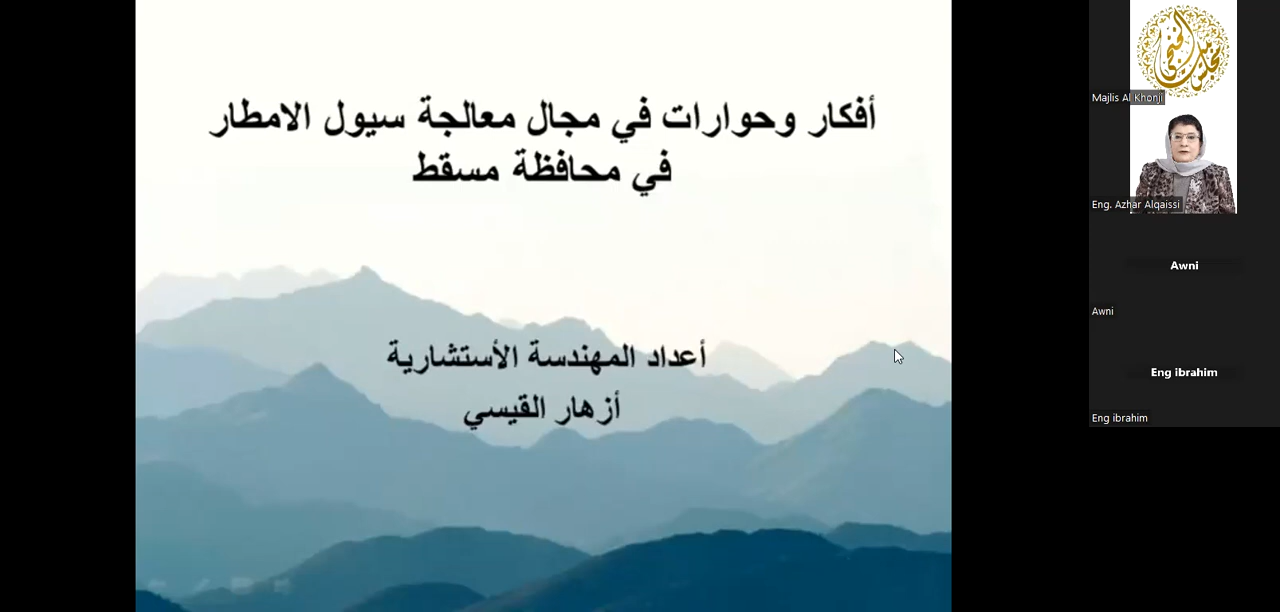 أفكار وحوارات في مجال معالجة سيول الامطار
في محافظة مسقط
أعداد المهندسة الأستشارية
أزهار القيسي
Majlis Al Khonji
Eng. Azhar Alqaissi
Awni
Awni
Eng ibrahim
Eng ibrahim